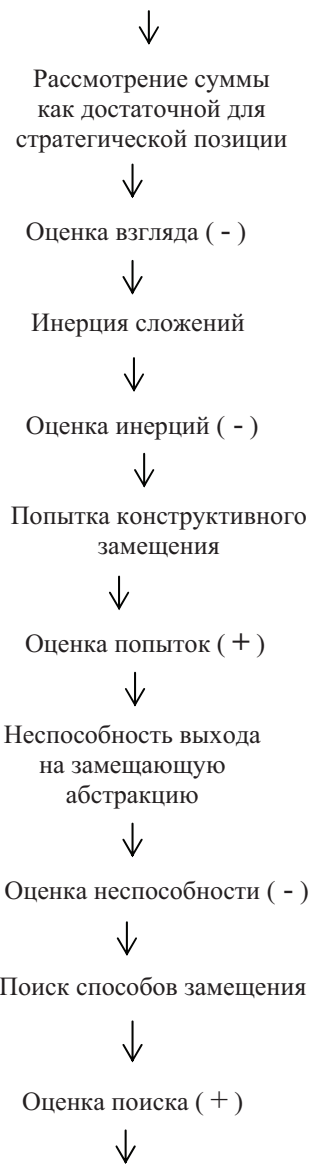 Рассмотрение суммы
как достаточной для
стратегической позиции
Оценка взгляда ( - )
Инерция сложений
Оценка инерций ( - )
Попытка конструктивного
замещения
Оценка попыток ( + )
Неспособность выхода
на замещающую
абстракцию
Оценка неспособности ( - )
Поиск способов замещения
Оценка поиска ( + )